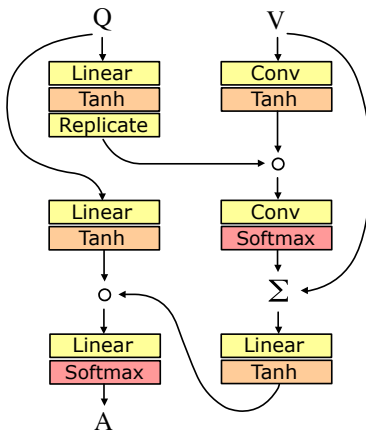 Q
V
Linear
Tanh
Replicate
Conv
Tanh
Linear
Tanh
Conv
Softmax
Σ
Linear
Softmax
Linear
Tanh
A